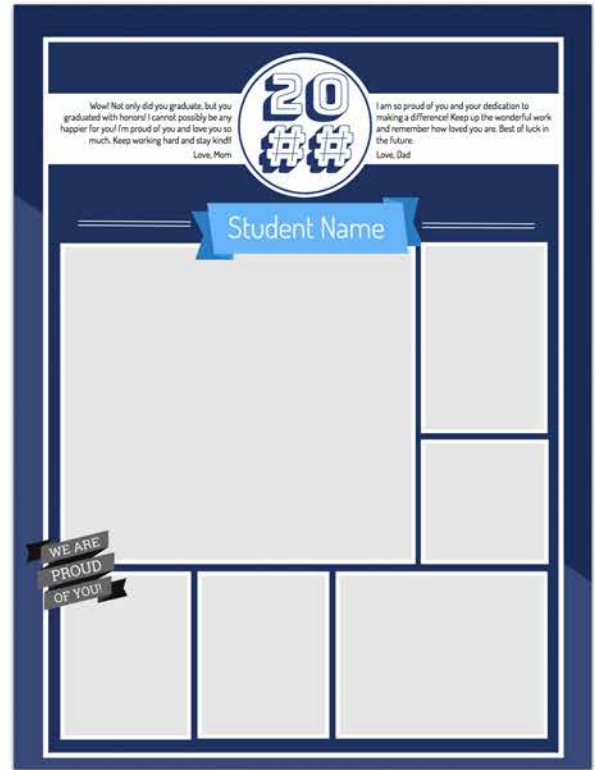 20
##
Wow! Not only did you graduate, but you
graduated with honors! I cannot possibly be any
happier for you! I'm proud of you and love you so
much. Keep working hard and stay kind!!
Love, Mom
I am so proud of you and your dedication to
making a difference! Keep up the wonderful work
and remember how loved you are. Best of luck in
the future.
Love, Dad
Student Name
WE ARE
PROUD
OF YOU!